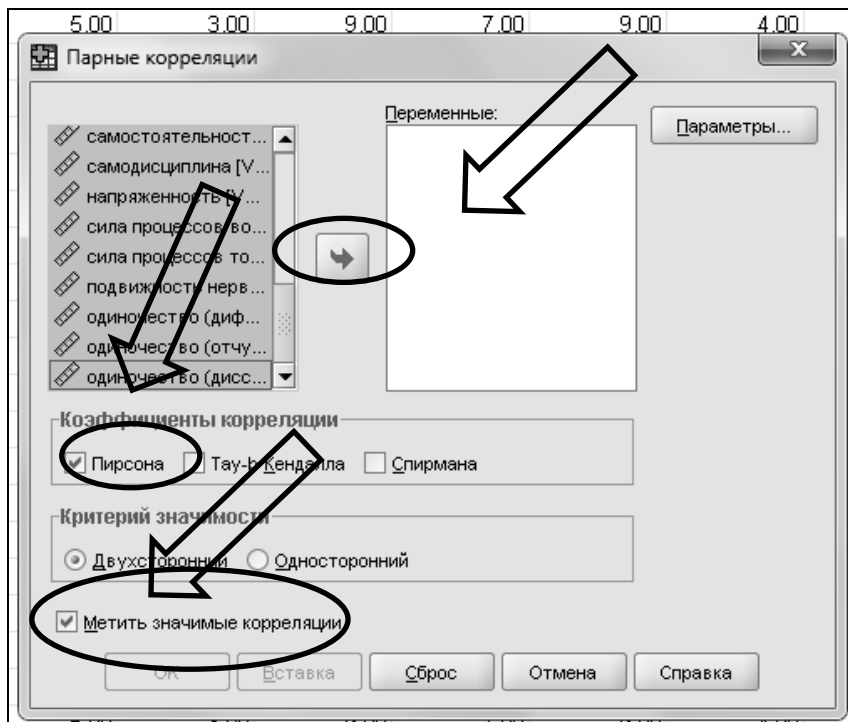 5.00 3.00 9.00 7.00 9.00 4.00
Парные корреляции
Переменные:
Параметры...
самостоятельност...
самодисциплина [V...
напряженность [V...
сила процессов во...
сила процессов то...
подвижность нерв...
одиночество (диф...
одиночество (отчу...
одиночество (дисс...
Коэффициенты корреляции
Пирсона Тау-b Кендалла Спирмана
Критерий значимости
Двухсторонний Односторонний
Метить значимые корреляции
ОК Вставка Сброс Отмена Справка